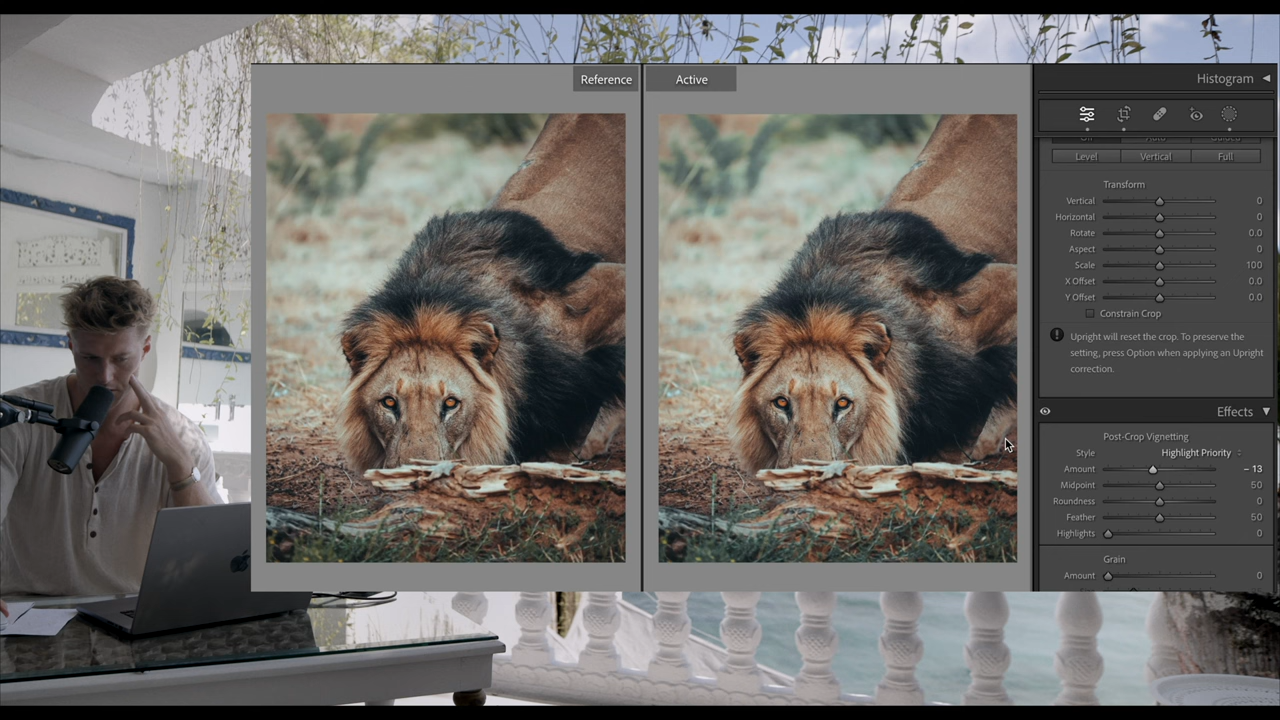 Reference
Active
Histogram
Level Vertical Full
Transform
Vertical 0
Horizontal 0
Rotate 0.0
Aspect 0
Scale 100
X Offset 0.0
Y Offset 0.0
Constrain Crop
Upright will reset the crop. To preserve the
setting, press Option when applying an Upright
correction.
Effects
Post-Crop Vignetting
Style Highlight Priority
Amount – 13
Midpoint 50
Roundness 0
Feather 50
Highlights 0
Grain
Amount 0